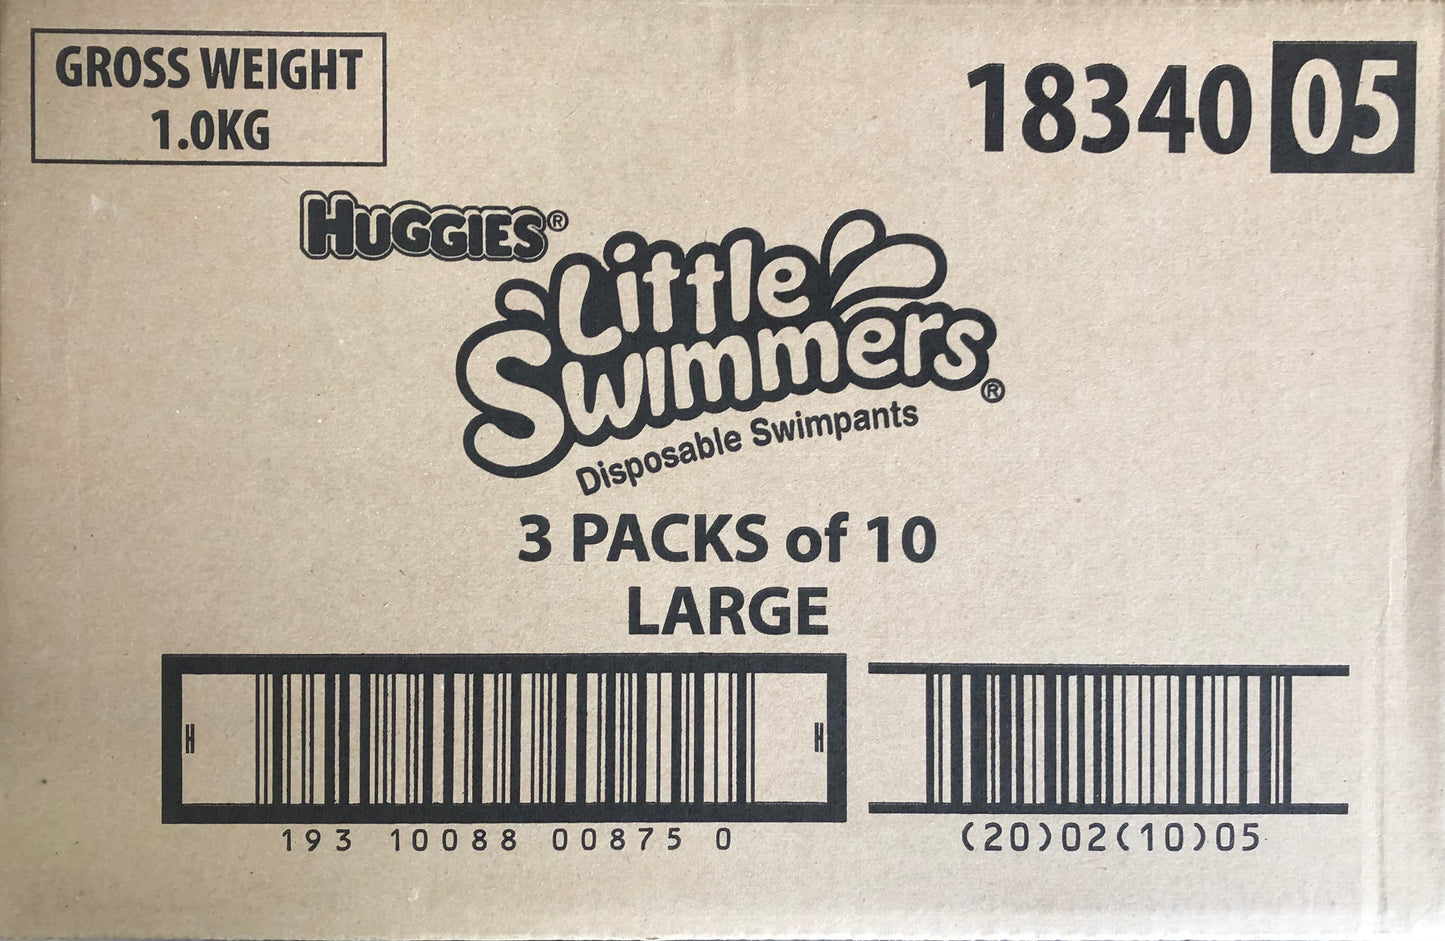 GROSS WEIGHT
1.0KG
18340 05
HUGGIES®
Little
Swimmers®
Disposable Swimpants
3 PACKS of 10
LARGE
H H
193 10088 00875 0
(20)02(10)05